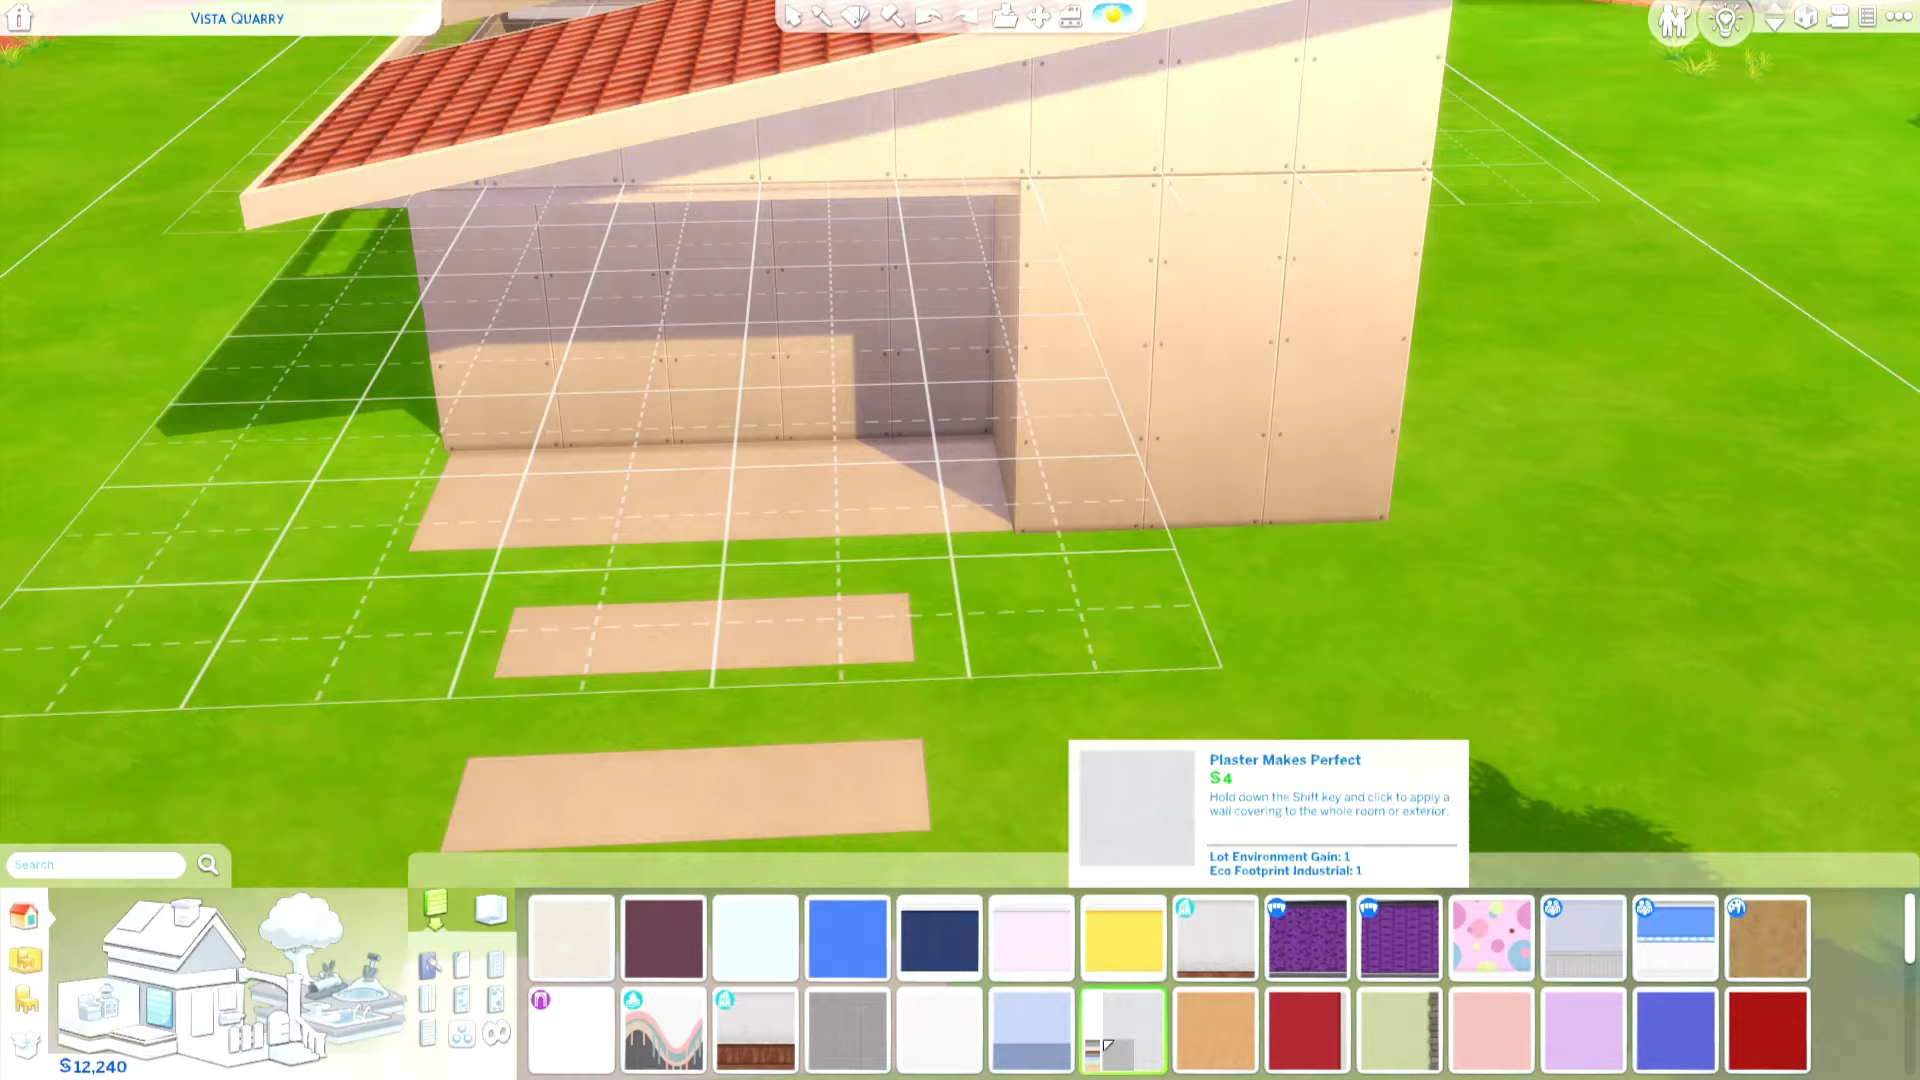 Vista Quarry
Plaster Makes Perfect
§4
Hold down the Shift key and click to apply a
wall covering to the whole room or exterior.
Lot Environment Gain: 1
Eco Footprint Industrial: 1
Search
§12,240